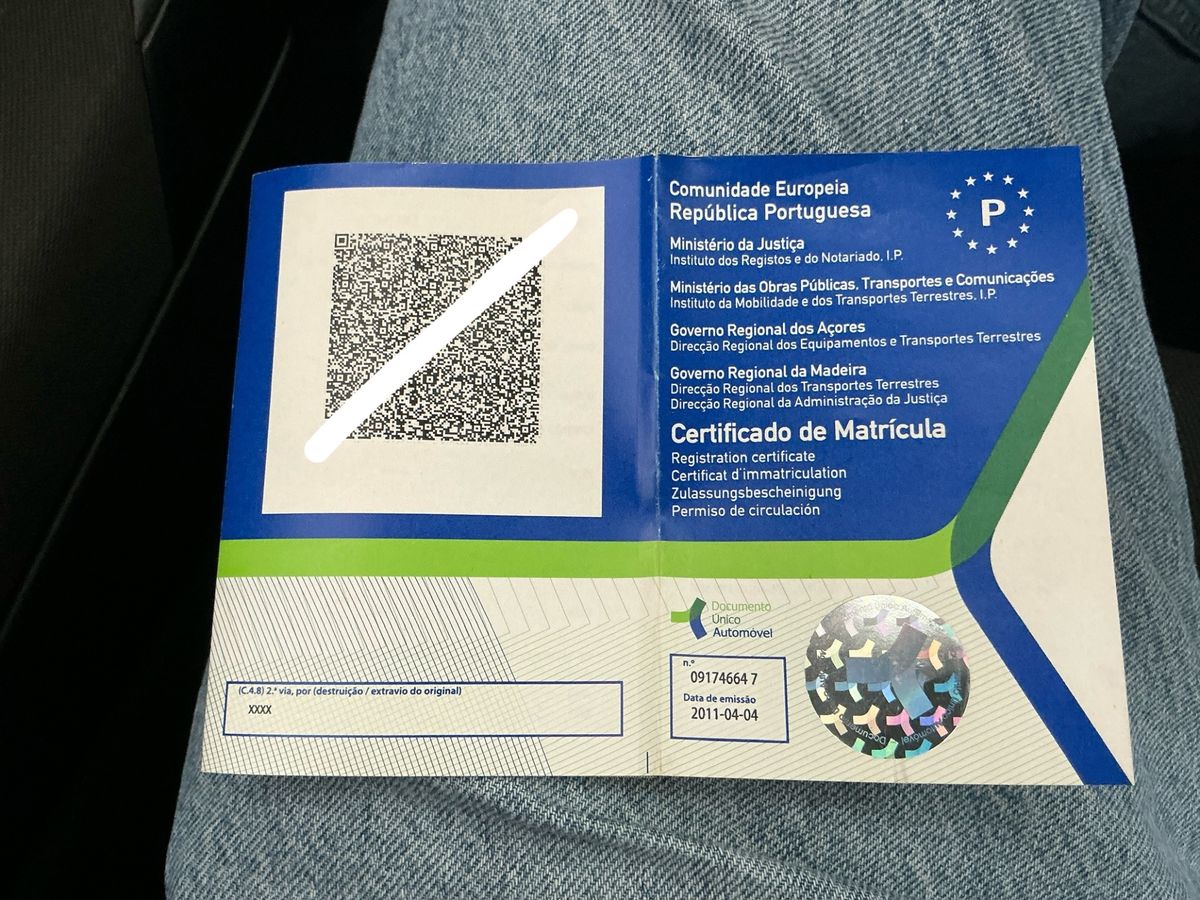 Comunidade Europeia
República Portuguesa
P
Ministério da Justiça
Instituto dos Registos e do Notariado, I.P.
Ministério das Obras Públicas, Transportes e Comunicações
Instituto da Mobilidade e dos Transportes Terrestres, I.P.
Governo Regional dos Açores
Direcção Regional dos Equipamentos e Transportes Terrestres
Governo Regional da Madeira
Direcção Regional dos Transportes Terrestres
Direcção Regional da Administração da Justiça
Certificado de Matrícula
Registration certificate
Certificat d'immatriculation
Zulassungsbescheinigung
Permiso de circulación
Documento
Único
Automóvel
n.º
09174664 7
Data de emissão
2011-04-04
(C.4.8) 2.ª via, por (destruição / extravio do original)
XXXX